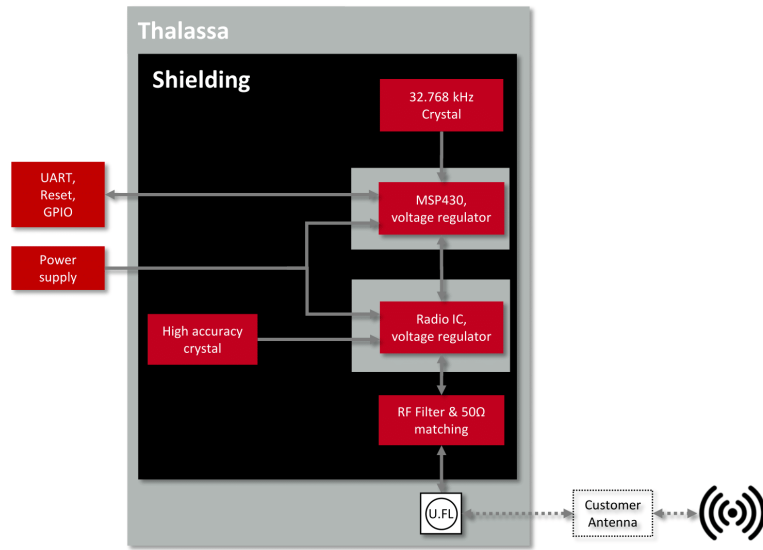 Thalassa
Shielding
32.768 kHz
Crystal
UART,
Reset,
GPIO
MSP430,
voltage regulator
Power
supply
High accuracy
crystal
Radio IC,
voltage regulator
RF Filter & 50Ω
matching
U.FL
Customer
Antenna